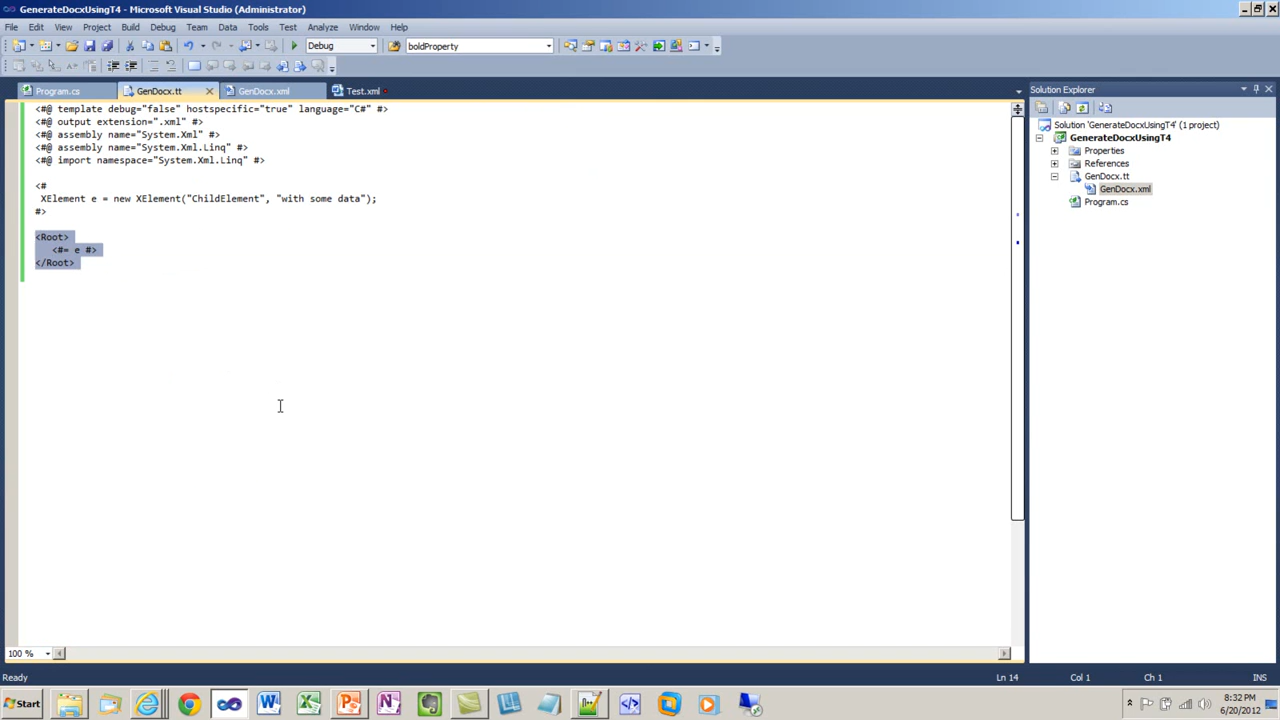 GenerateDocxUsingT4 - Microsoft Visual Studio (Administrator)
File Edit View Project Build Debug Team Data Tools Test Analyze Window Help
Debug boldProperty
Program.cs GenDocx.tt GenDocx.xml Test.xml
<#@ template debug="false" hostspecific="true" language="C#" #>
<#@ output extension=".xml" #>
<#@ assembly name="System.Xml" #>
<#@ assembly name="System.Xml.Linq" #>
<#@ import namespace="System.Xml.Linq" #>
<#
XElement e = new XElement("ChildElement", "with some data");
#>
<Root>
<#= e #>
</Root>
100 %
Solution Explorer
Solution 'GenerateDocxUsingT4' (1 project)
GenerateDocxUsingT4
Properties
References
GenDocx.tt
GenDocx.xml
Program.cs
Ready Ln 14 Col 1 Ch 1 INS
Start
8:32 PM
6/20/2012